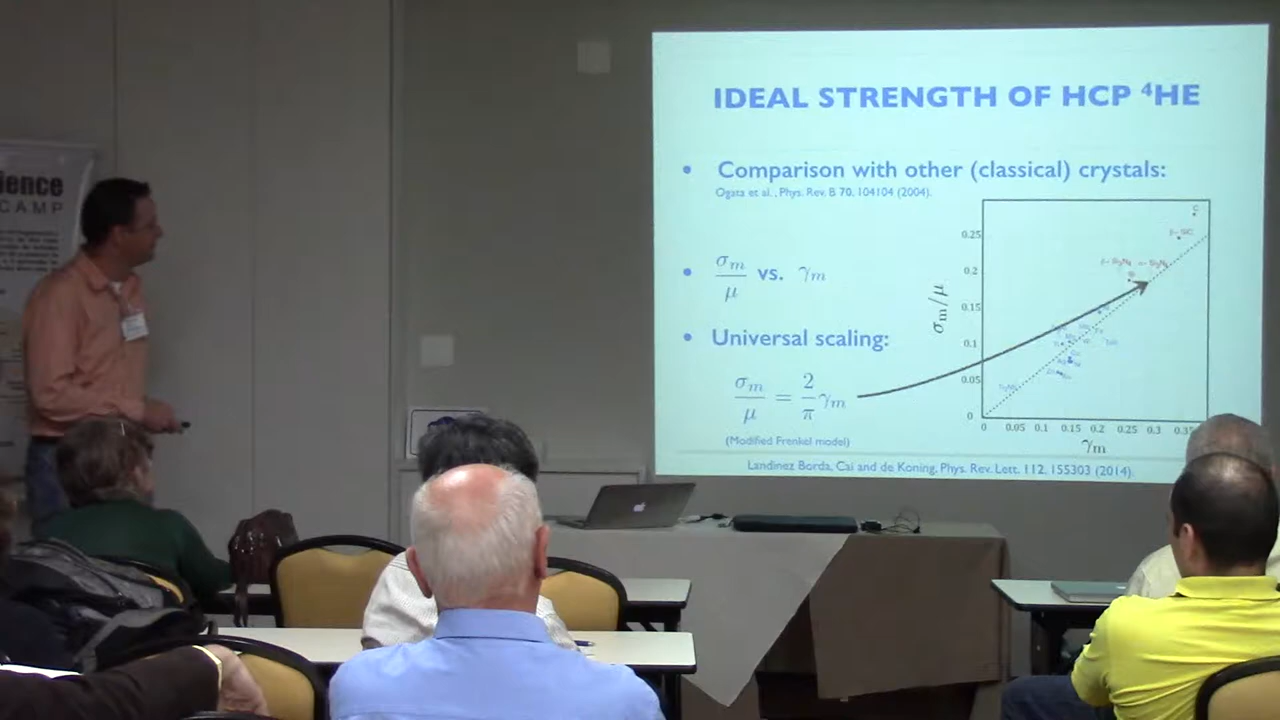 ience
CAMP
IDEAL STRENGTH OF HCP ⁴HE
• Comparison with other (classical) crystals:
Ogata et al., Phys. Rev. B 70, 104104 (2004).
• σm/μ vs. γm
• Universal scaling:
σm/μ = 2/π γm
(Modified Frenkel model)
σm/μ
0.25
0.2
0.15
0.1
0.05
0
C
β-SiC
0 0.05 0.1 0.15 0.2 0.25 0.3 0.35
γm
Landinez Borda, Cai and de Koning, Phys. Rev. Lett. 112, 155303 (2014).